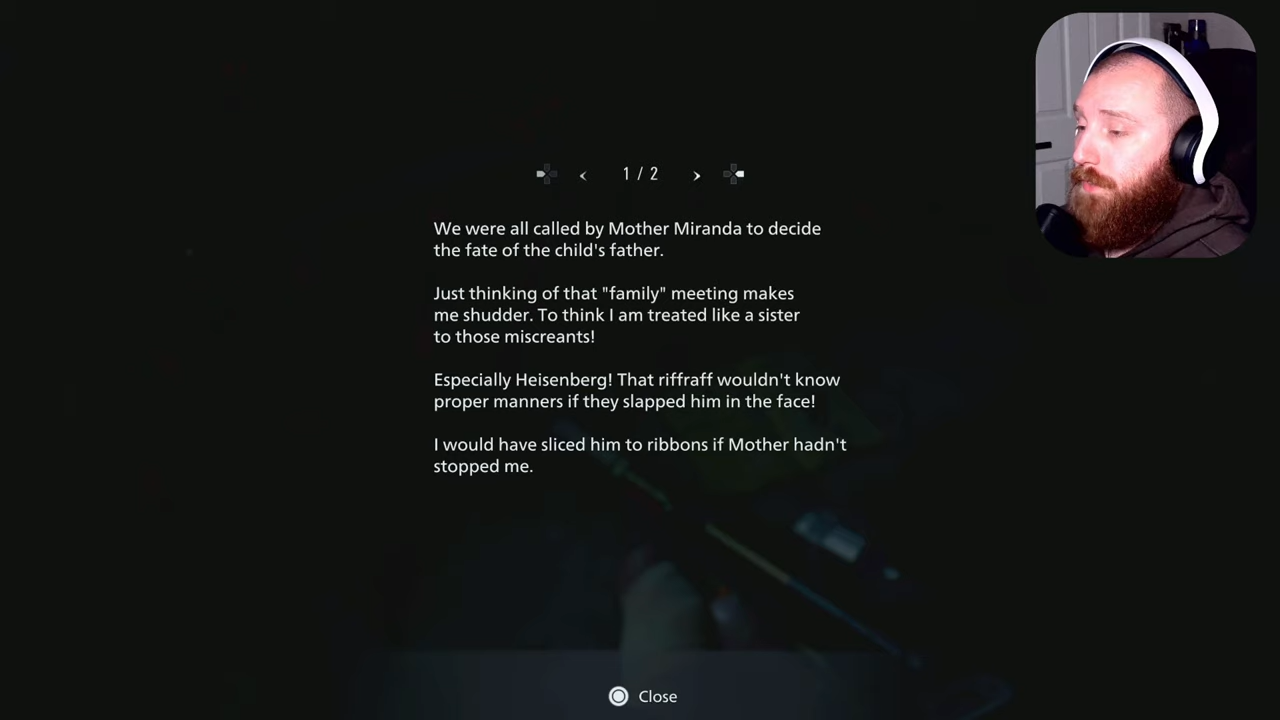 1 / 2
We were all called by Mother Miranda to decide
the fate of the child's father.
Just thinking of that "family" meeting makes
me shudder. To think I am treated like a sister
to those miscreants!
Especially Heisenberg! That riffraff wouldn't know
proper manners if they slapped him in the face!
I would have sliced him to ribbons if Mother hadn't
stopped me.
Close